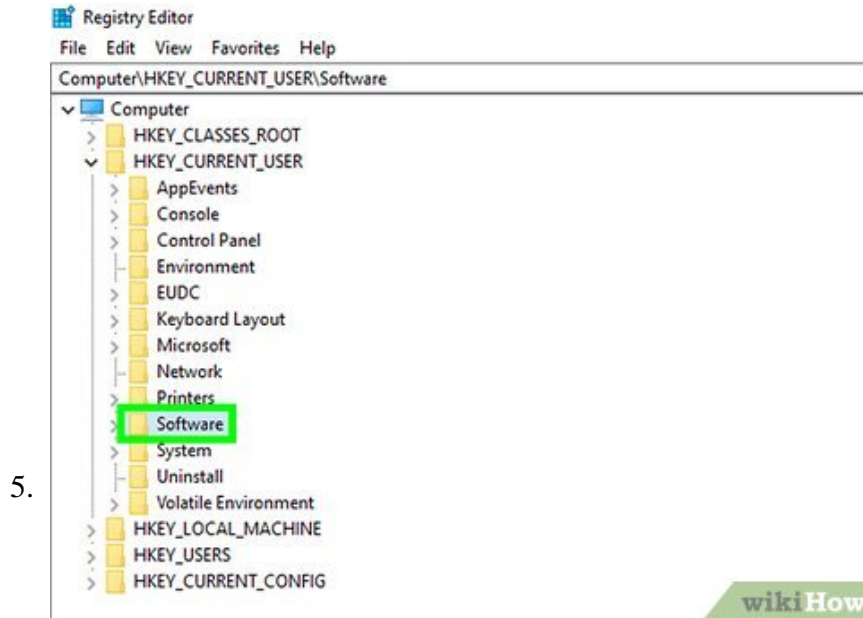 Registry Editor
File Edit View Favorites Help
Computer\HKEY_CURRENT_USER\Software
Computer
HKEY_CLASSES_ROOT
HKEY_CURRENT_USER
AppEvents
Console
Control Panel
Environment
EUDC
Keyboard Layout
Microsoft
Network
Printers
Software
System
Uninstall
Volatile Environment
HKEY_LOCAL_MACHINE
HKEY_USERS
HKEY_CURRENT_CONFIG
5.
wikiHow